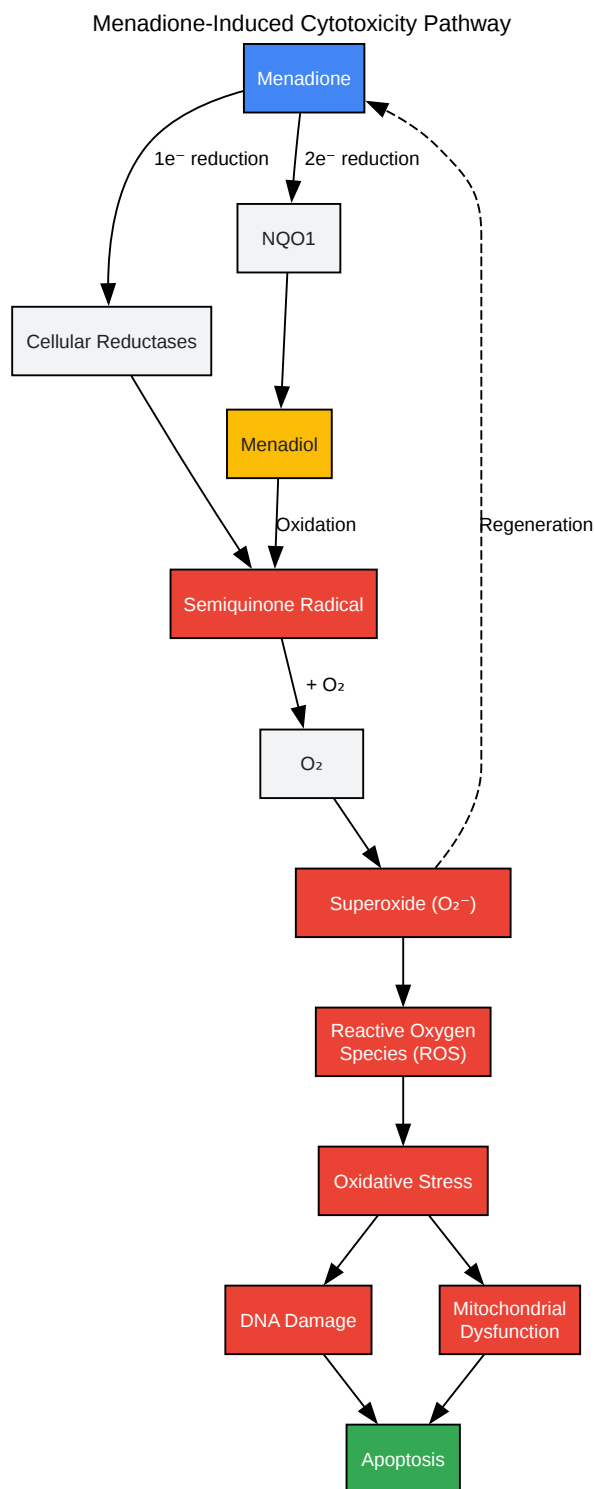 Menadione-Induced Cytotoxicity Pathway
Menadione
1e⁻ reduction
2e⁻ reduction
NQO1
Cellular Reductases
Menadiol
Oxidation
Regeneration
Semiquinone Radical
+ O₂
O₂
Superoxide (O₂⁻)
Reactive Oxygen
Species (ROS)
Oxidative Stress
DNA Damage
Mitochondrial
Dysfunction
Apoptosis